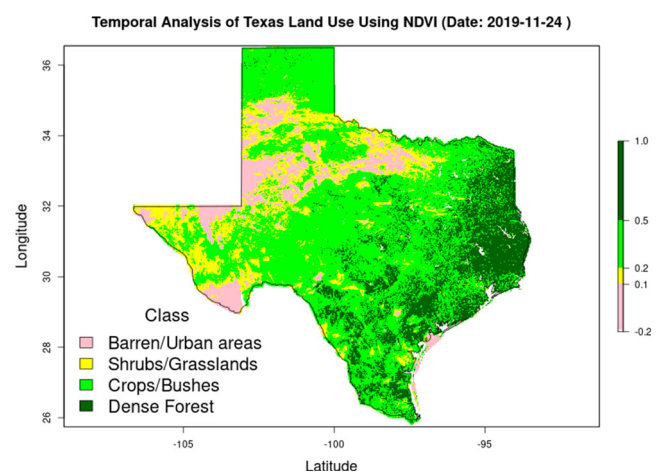 Temporal Analysis of Texas Land Use Using NDVI (Date: 2019-11-24 )
36
34
32
30
28
26
Longitude
-105
-100
-95
Latitude
Class
Barren/Urban areas
Shrubs/Grasslands
Crops/Bushes
Dense Forest
1.0
0.5
0.2
0.1
-0.2